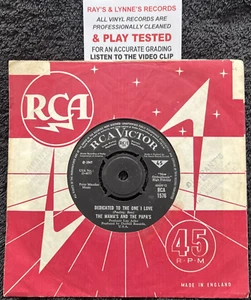 RAY'S & LYNNE'S RECORDS
ALL VINYL RECORDS ARE
PROFESSIONALLY CLEANED
& PLAY TESTED
FOR AN ACCURATE GRADING
LISTEN TO THE VIDEO CLIP
RCA
RCA VICTOR
45
RCA
1576
DEDICATED TO THE ONE I LOVE
THE MAMA'S AND THE PAPA'S
45
R·P·M
MADE IN ENGLAND